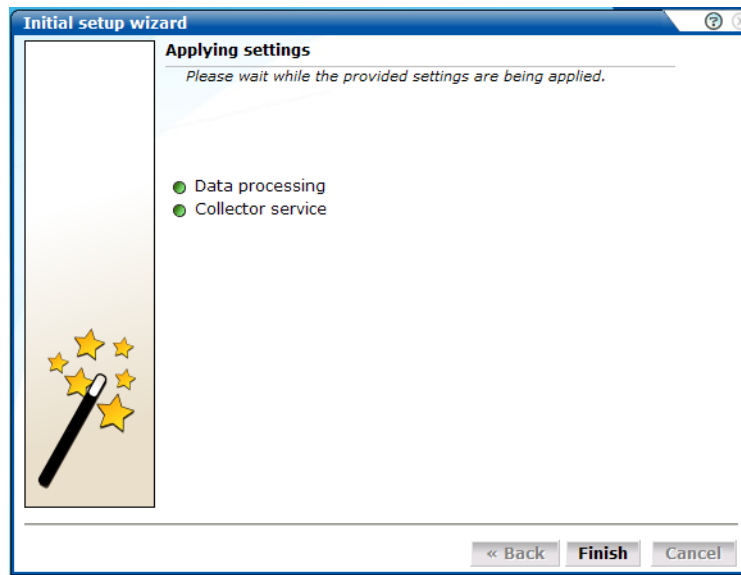 Initial setup wizard
Applying settings
Please wait while the provided settings are being applied.
Data processing
Collector service
« Back Finish Cancel